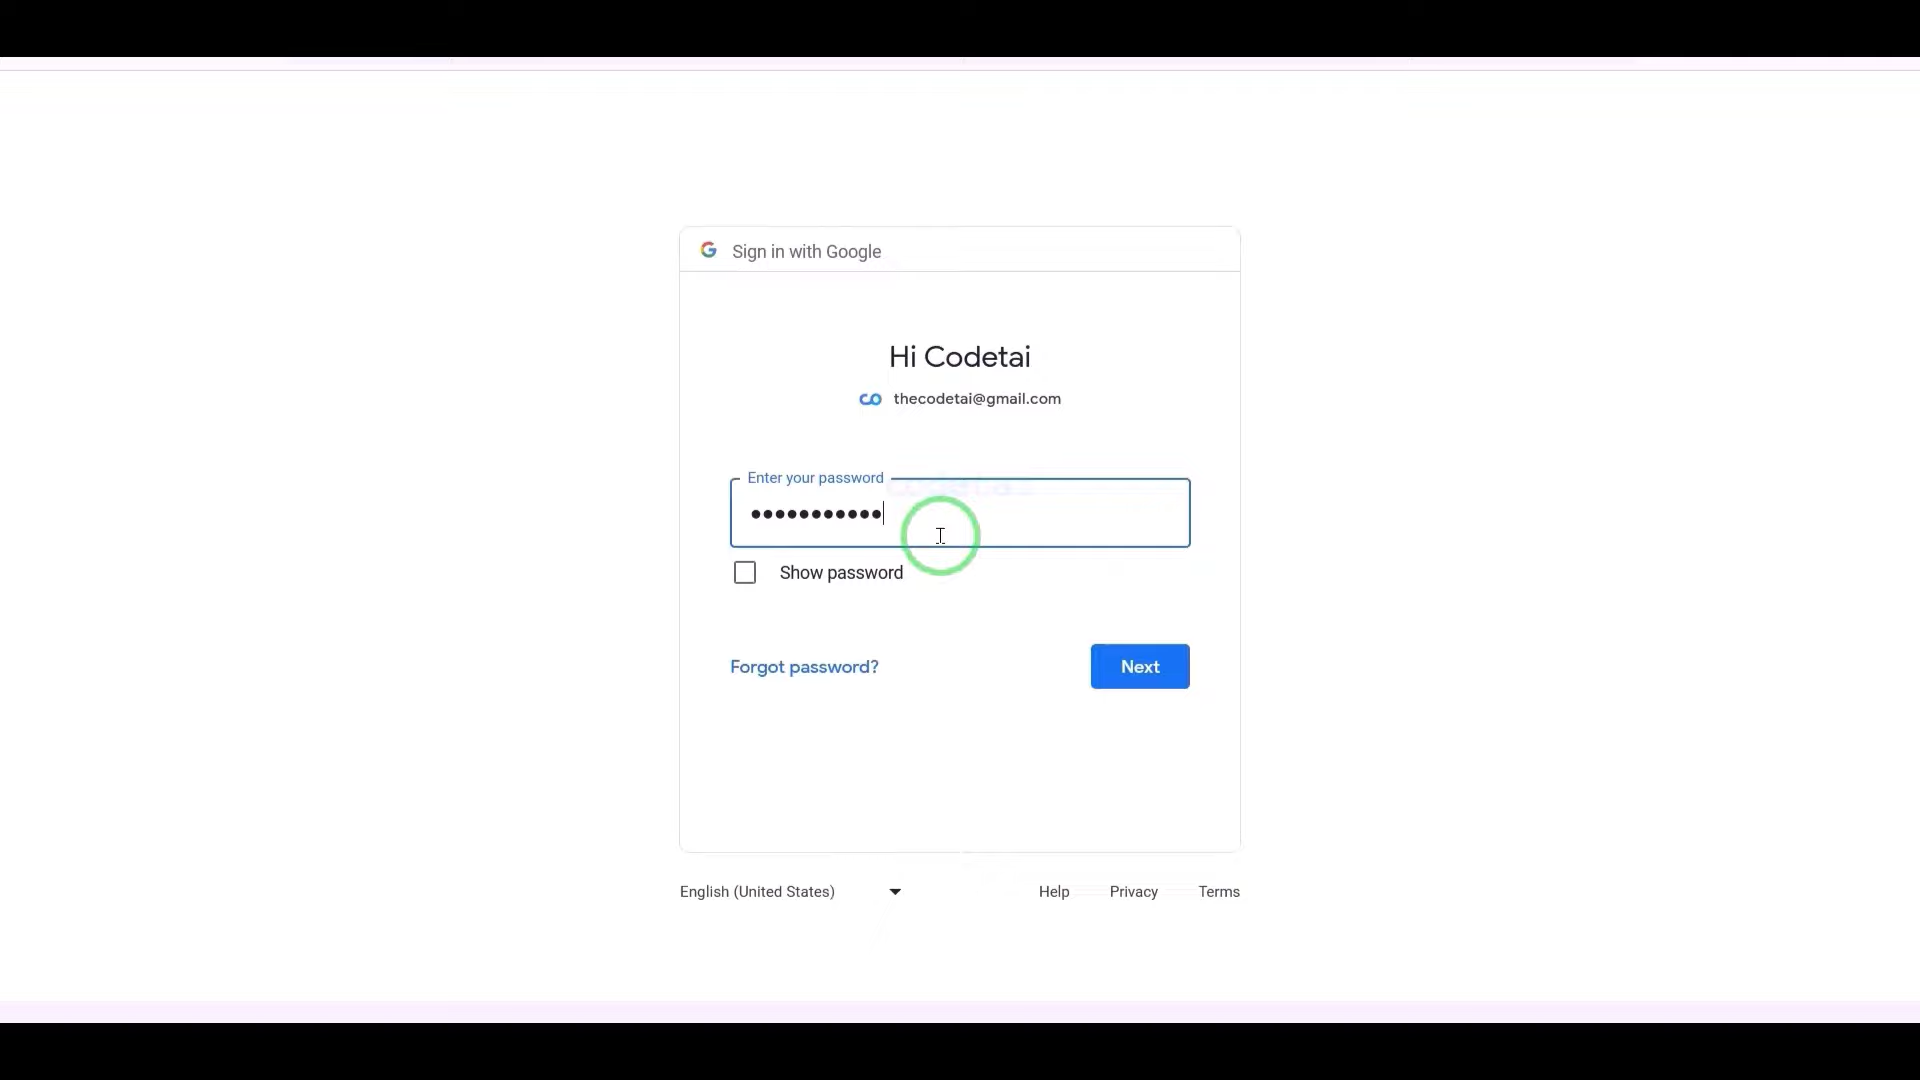 Sign in with Google
Hi Codetai
thecodetai@gmail.com
Enter your password
•••••••••••
Show password
Forgot password?
Next
English (United States)
Help Privacy Terms